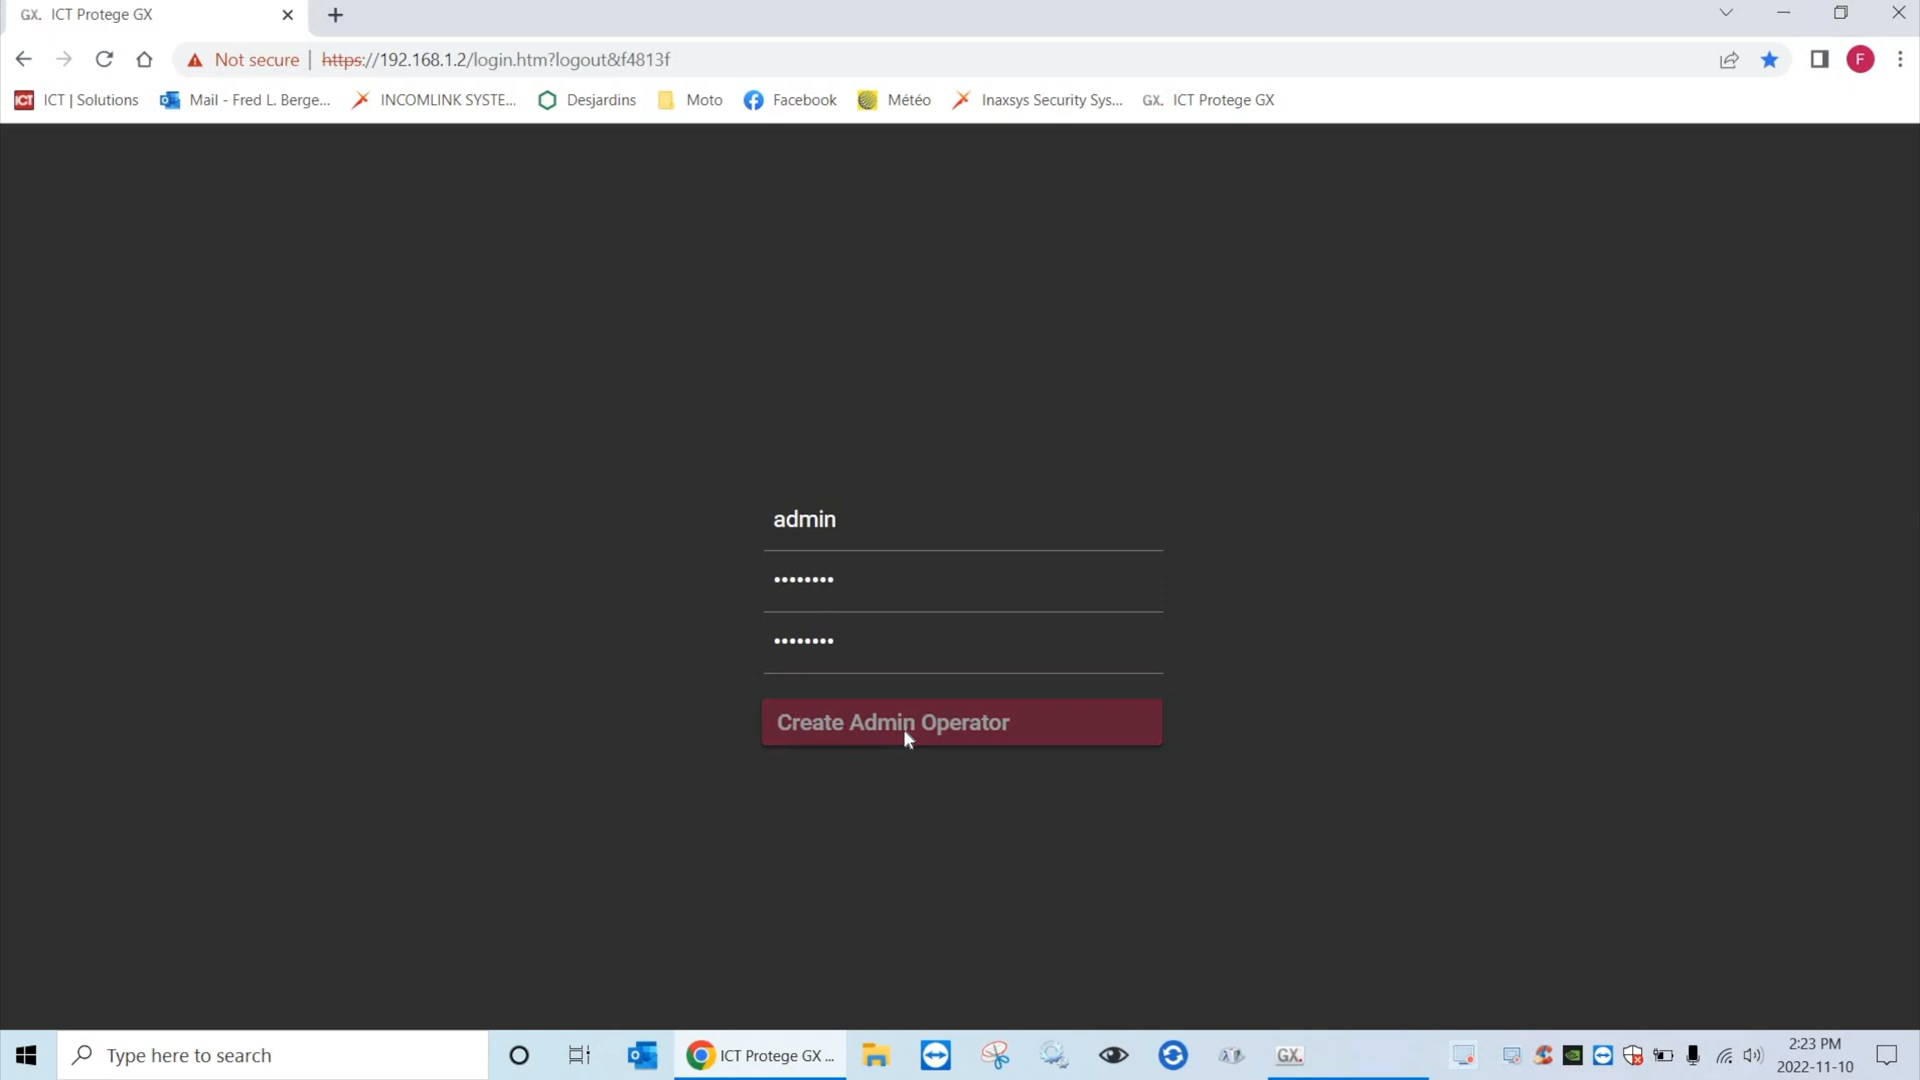 GX. ICT Protege GX
Not secure | https://192.168.1.2/login.htm?logout&f4813f
F
ICT ICT | Solutions Mail - Fred L. Berge... INCOMLINK SYSTE... Desjardins Moto Facebook Météo Inaxsys Security Sys... GX. ICT Protege GX
admin
••••••••
••••••••
Create Admin Operator
Type here to search
ICT Protege GX ...
GX.
2:23 PM
2022-11-10